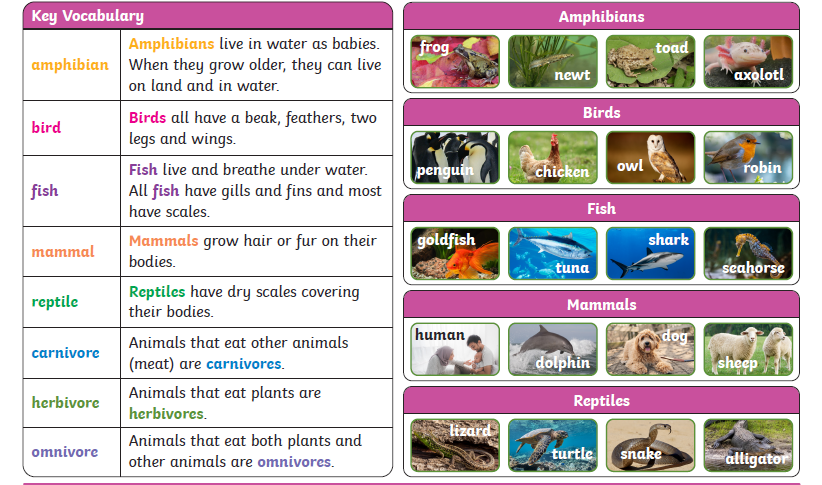 Key Vocabulary
amphibian
Amphibians live in water as babies.
When they grow older, they can live
on land and in water.
bird
Birds all have a beak, feathers, two
legs and wings.
fish
Fish live and breathe under water.
All fish have gills and fins and most
have scales.
mammal
Mammals grow hair or fur on their
bodies.
reptile
Reptiles have dry scales covering
their bodies.
carnivore
Animals that eat other animals
(meat) are carnivores.
herbivore
Animals that eat plants are
herbivores.
omnivore
Animals that eat both plants and
other animals are omnivores.
Amphibians
frog
newt
toad
axolotl
Birds
penguin
chicken
owl
robin
Fish
goldfish
tuna
shark
seahorse
Mammals
human
dolphin
dog
sheep
Reptiles
lizard
turtle
snake
alligator